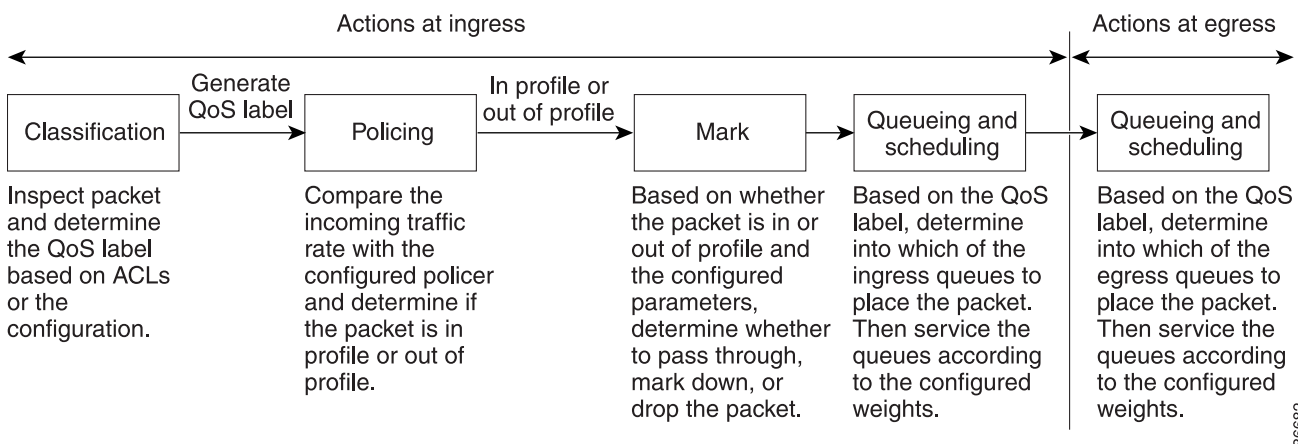 Actions at ingress
Actions at egress
Generate
QoS label
In profile or
out of profile
Classification
Policing
Mark
Queueing and
scheduling
Queueing and
scheduling
Inspect packet
and determine
the QoS label
based on ACLs
or the
configuration.
Compare the
incoming traffic
rate with the
configured policer
and determine if
the packet is in
profile or out of
profile.
Based on whether
the packet is in or
out of profile and
the configured
parameters,
determine whether
to pass through,
mark down, or
drop the packet.
Based on the QoS
label, determine
into which of the
ingress queues to
place the packet.
Then service the
queues according
to the configured
weights.
Based on the QoS
label, determine
into which of the
egress queues to
place the packet.
Then service the
queues according
to the configured
weights.